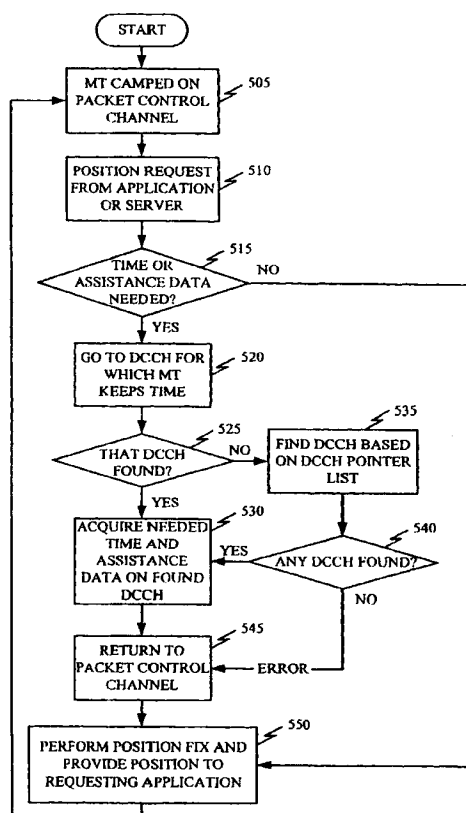 START
MT CAMPED ON
PACKET CONTROL
CHANNEL
505
POSITION REQUEST
FROM APPLICATION
OR SERVER
510
515
TIME OR
ASSISTANCE DATA
NEEDED?
NO
YES
GO TO DCCH FOR
WHICH MT
KEEPS TIME
520
525
THAT DCCH
FOUND?
NO
YES
535
FIND DCCH BASED
ON DCCH POINTER
LIST
530
ACQUIRE NEEDED
TIME AND
ASSISTANCE
DATA ON FOUND
DCCH
540
ANY DCCH FOUND?
YES
NO
545
RETURN TO
PACKET CONTROL
CHANNEL
ERROR
550
PERFORM POSITION FIX AND
PROVIDE POSITION TO
REQUESTING APPLICATION